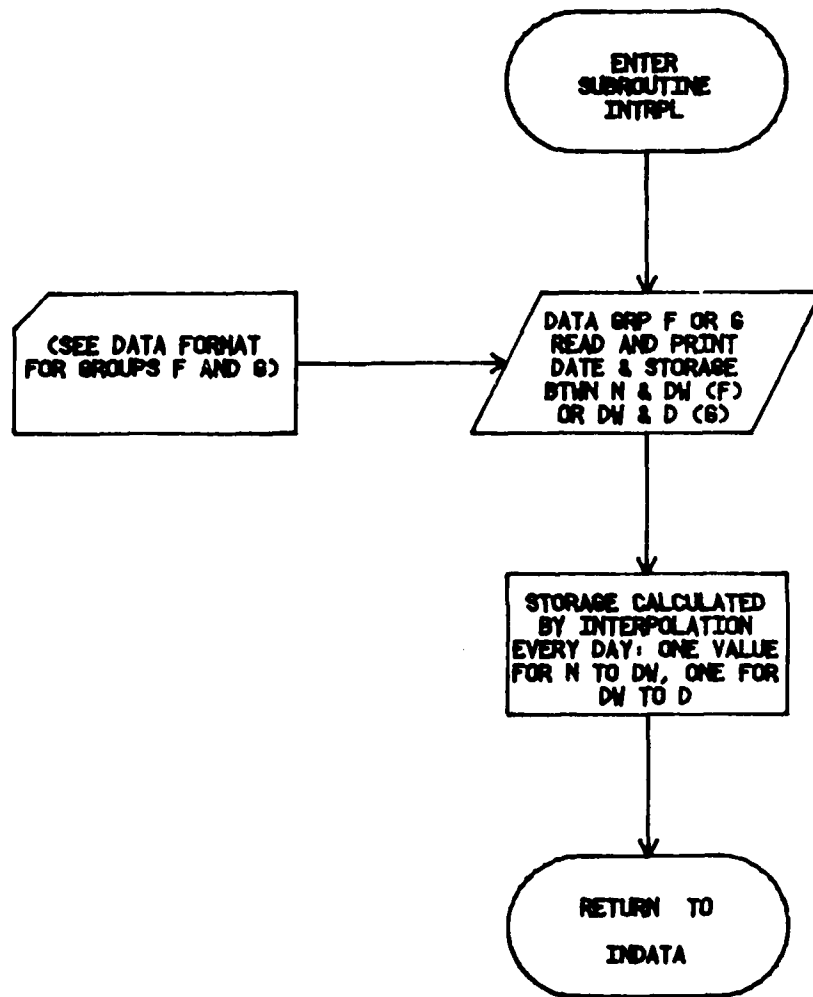 ENTER
SUBROUTINE
INTRPL
(SEE DATA FORMAT
FOR GROUPS F AND G)
DATA GRP F OR G
READ AND PRINT
DATE & STORAGE
BTWN N & DW (F)
OR DW & D (G)
STORAGE CALCULATED
BY INTERPOLATION
EVERY DAY: ONE VALUE
FOR N TO DW, ONE FOR
DW TO D
RETURN TO
INDATA